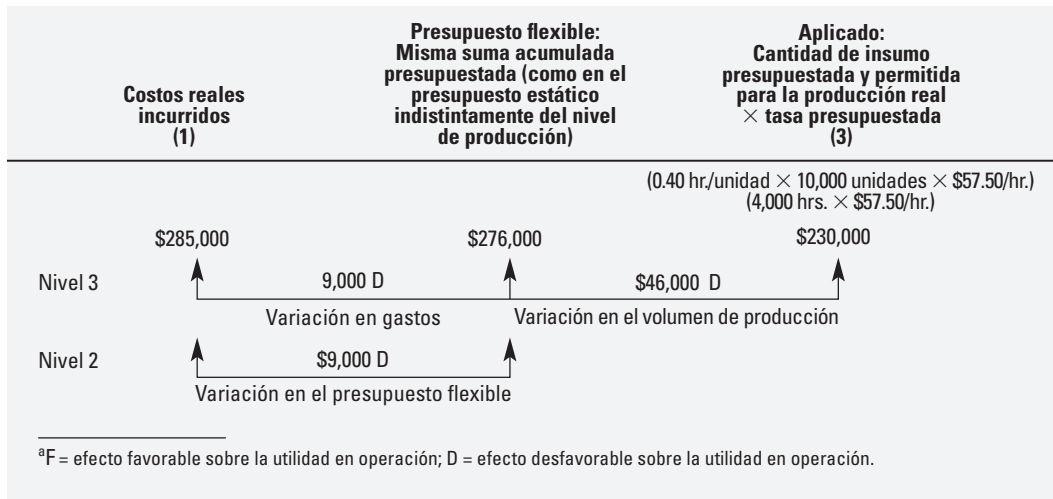 Costos reales
incurridos
(1)
Presupuesto flexible:
Misma suma acumulada
presupuestada (como en el
presupuesto estático
indistintamente del nivel
de producción)
Aplicado:
Cantidad de insumo
presupuestada y permitida
para la producción real
× tasa presupuestada
(3)
(0.40 hr./unidad × 10,000 unidades × $57.50/hr.)
(4,000 hrs. × $57.50/hr.)
$285,000 $276,000 $230,000
Nivel 3 9,000 D $46,000 D
Variación en gastos Variación en el volumen de producción
Nivel 2 $9,000 D
Variación en el presupuesto flexible
ᵃF = efecto favorable sobre la utilidad en operación; D = efecto desfavorable sobre la utilidad en operación.